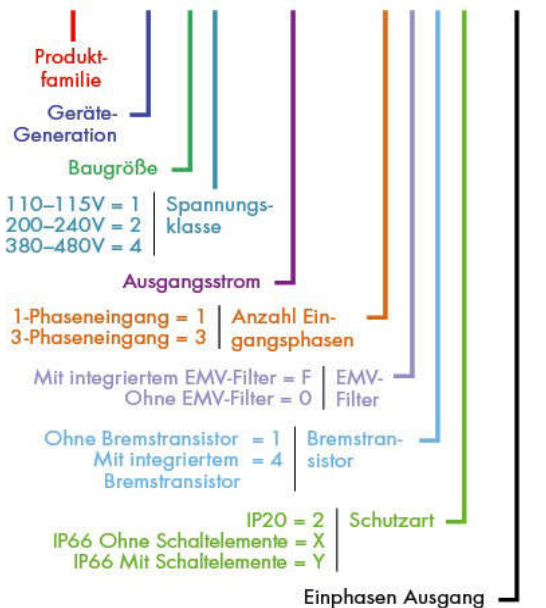 Produkt-
familie
Geräte-
Generation
Baugröße
110–115V = 1
200–240V = 2
380–480V = 4
Spannungs-
klasse
Ausgangsstrom
1-Phaseneingang = 1
3-Phaseneingang = 3
Anzahl Ein-
gangsphasen
Mit integriertem EMV-Filter = F
Ohne EMV-Filter = 0
EMV-
Filter
Ohne Bremstransistor = 1
Mit integriertem = 4
Bremstransistor
Bremstran-
sistor
IP20 = 2
IP66 Ohne Schaltelemente = X
IP66 Mit Schaltelemente = Y
Schutzart
Einphasen Ausgang